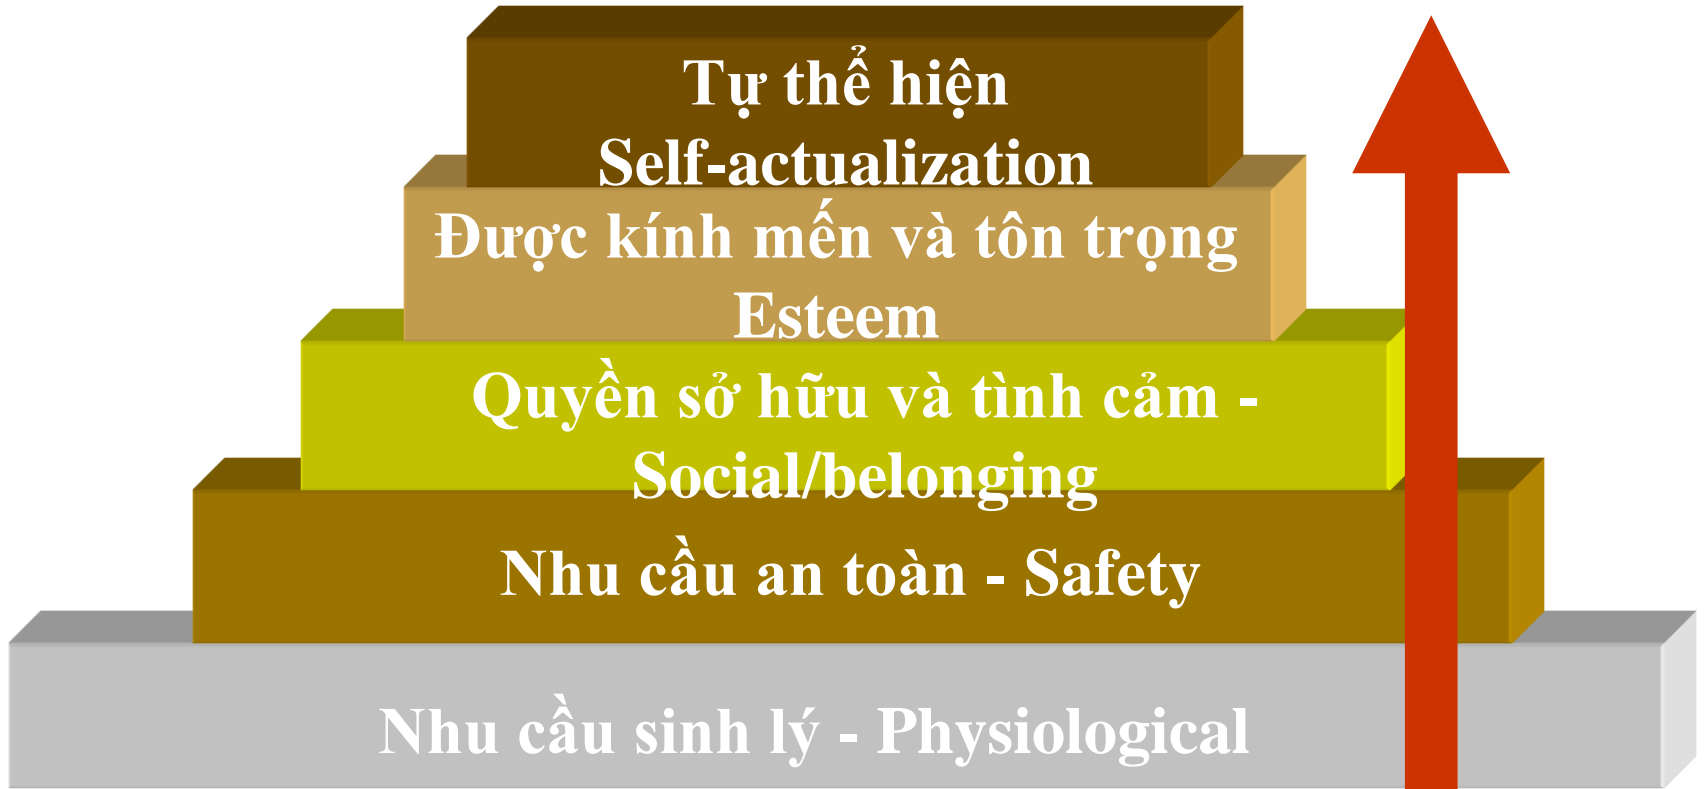 Tự thể hiện
Self-actualization
Được kính mến và tôn trọng
Esteem
Quyền sở hữu và tình cảm -
Social/belonging
Nhu cầu an toàn - Safety
Nhu cầu sinh lý - Physiological